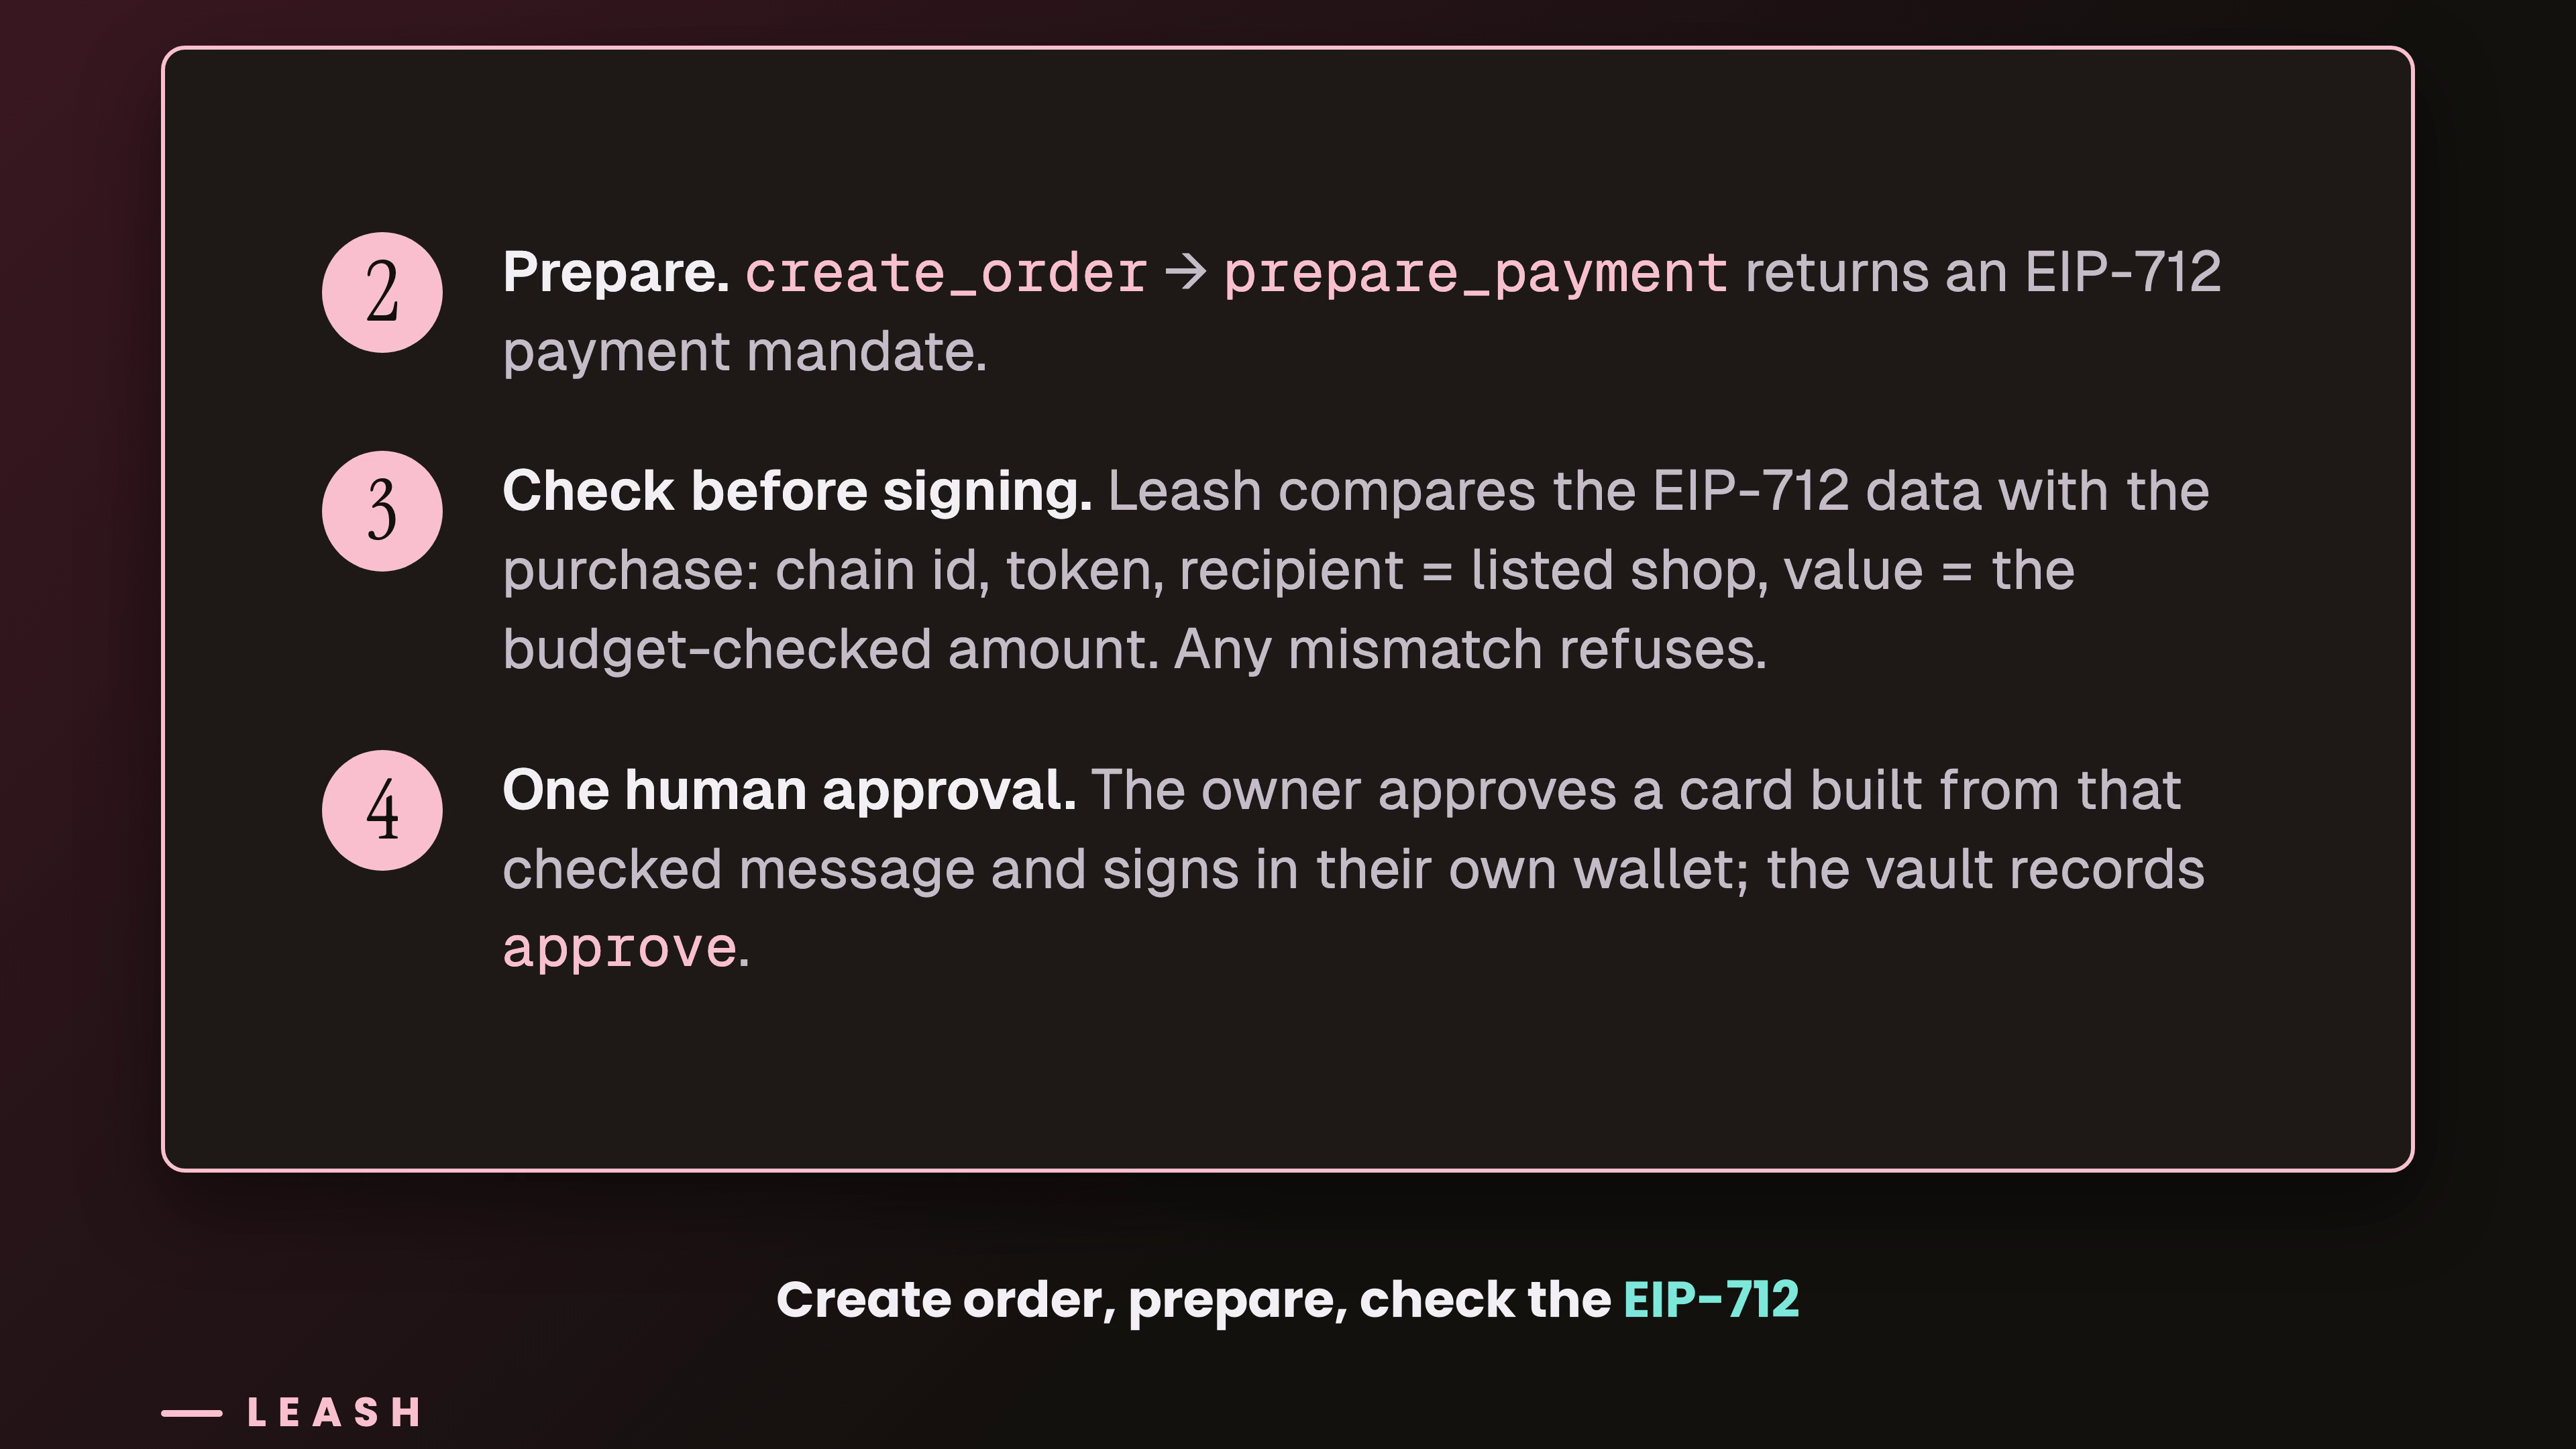 2
Prepare. create_order → prepare_payment returns an EIP-712
payment mandate.
3
Check before signing. Leash compares the EIP-712 data with the
purchase: chain id, token, recipient = listed shop, value = the
budget-checked amount. Any mismatch refuses.
4
One human approval. The owner approves a card built from that
checked message and signs in their own wallet; the vault records
approve.
Create order, prepare, check the EIP-712
LEASH